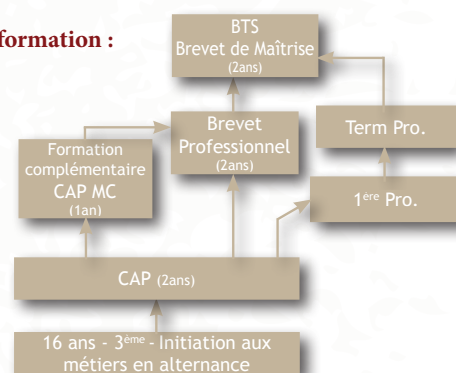 formation :
BTS
Brevet de Maîtrise
(2ans)
Brevet
Professionnel
(2ans)
Term Pro.
Formation
complémentaire
CAP MC
(1an)
1ère Pro.
CAP (2ans)
16 ans - 3ème - Initiation aux
métiers en alternance